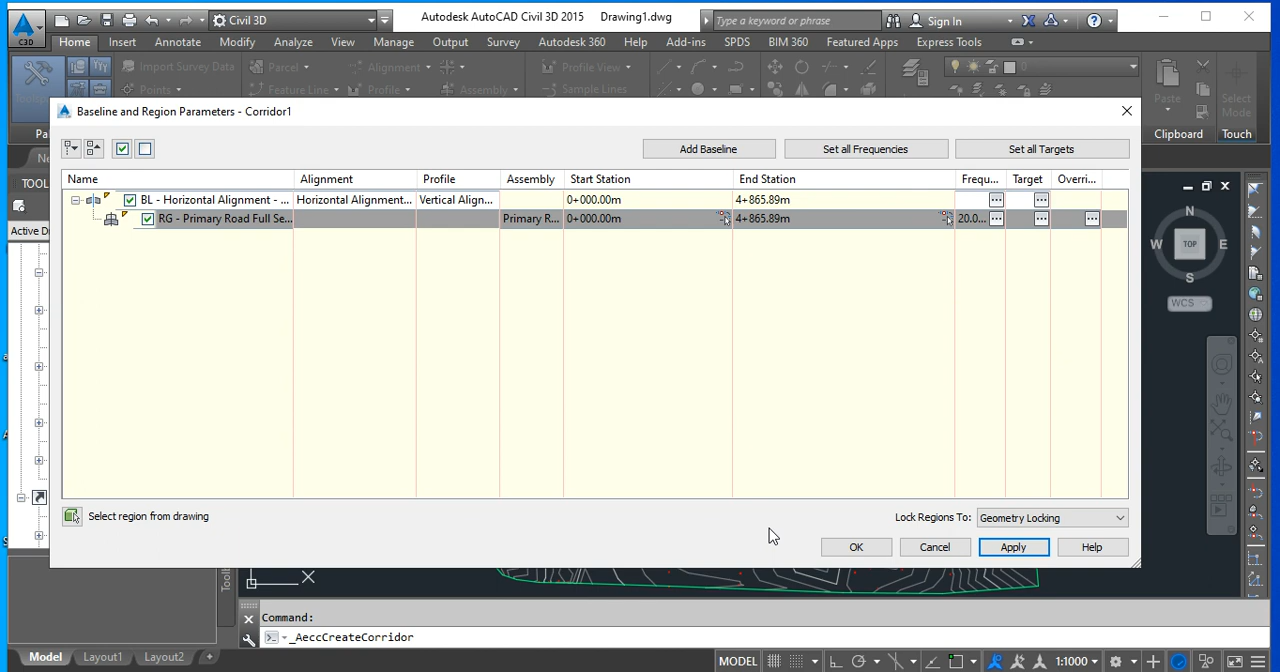 Civil 3D
Autodesk AutoCAD Civil 3D 2015 Drawing1.dwg
Type a keyword or phrase
Sign In
C3D
Home Insert Annotate Modify Analyze View Manage Output Survey Autodesk 360 Help Add-ins SPDS BIM 360 Featured Apps Express Tools
Import Survey Data Parcel Alignment Profile View
Points Feature Line Profile Assembly Sample Lines
Paste Select Mode
Pal Clipboard Touch
Baseline and Region Parameters - Corridor1
Add Baseline Set all Frequencies Set all Targets
Name Alignment Profile Assembly Start Station End Station Frequ... Target Overri...
BL - Horizontal Alignment - ... Horizontal Alignment... Vertical Align... 0+000.00m 4+865.89m
RG - Primary Road Full Se... Primary R... 0+000.00m 4+865.89m 20.0...
Select region from drawing
Lock Regions To: Geometry Locking
OK Cancel Apply Help
Ne
TOOL
Active Dr
N
W TOP E
S
WCS
Toolb
Command:
_AeccCreateCorridor
Model Layout1 Layout2 +
MODEL 1:1000